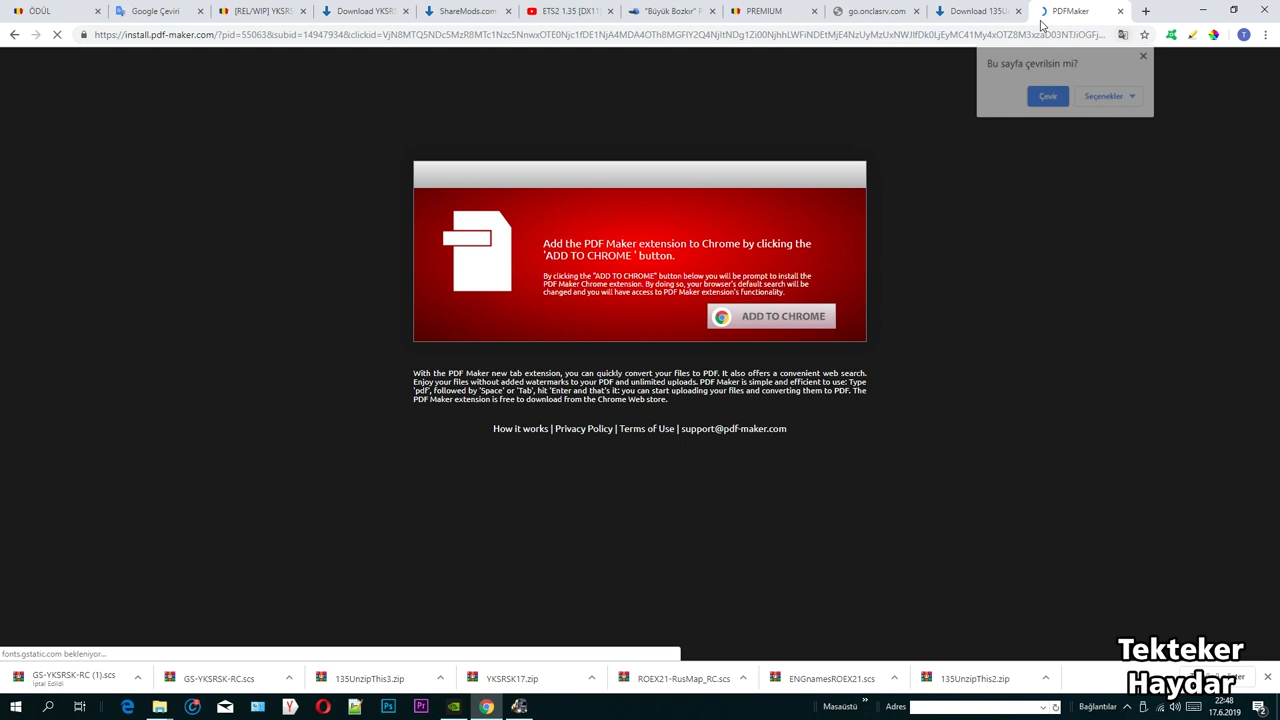 ÖDÜL
Google Çeviri
[REL/WIP] YKSRS
Download YKSRS
ShareMods.com
ETS2 1.35 [DX11]
"Büyük Bozkır" P
PREMIUM
go.onclasrv.com
Download 135Un
PDFMaker
Bu sayfa çevrilsin mi?
Çevir
Seçenekler
Add the PDF Maker extension to Chrome by clicking the
'ADD TO CHROME ' button.
By clicking the "ADD TO CHROME" button below you will be prompt to install the
PDF Maker Chrome extension. By doing so, your browser's default search will be
changed and you will have access to PDF Maker extension's functionality.
ADD TO CHROME
With the PDF Maker new tab extension, you can quickly convert your files to PDF. It also offers a convenient web search.
Enjoy your files without added watermarks to your PDF and unlimited uploads. PDF Maker is simple and efficient to use: Type
'pdf', followed by 'Space' or 'Tab', hit 'Enter and that's it: you can start uploading your files and converting them to PDF. The
PDF Maker extension is free to download from the Chrome Web store.
How it works | Privacy Policy | Terms of Use | support@pdf-maker.com
fonts.gstatic.com bekleniyor...
Tekteker
Haydar
GS-YKSRSK-RC (1).scs
İptal Edildi
GS-YKSRSK-RC.scs
135UnzipThis3.zip
YKSRSK17.zip
ROEX21-RusMap_RC.scs
ENGnamesROEX21.scs
135UnzipThis2.zip
Masaüstü
Adres
Bağlantılar
22:48
17.6.2019